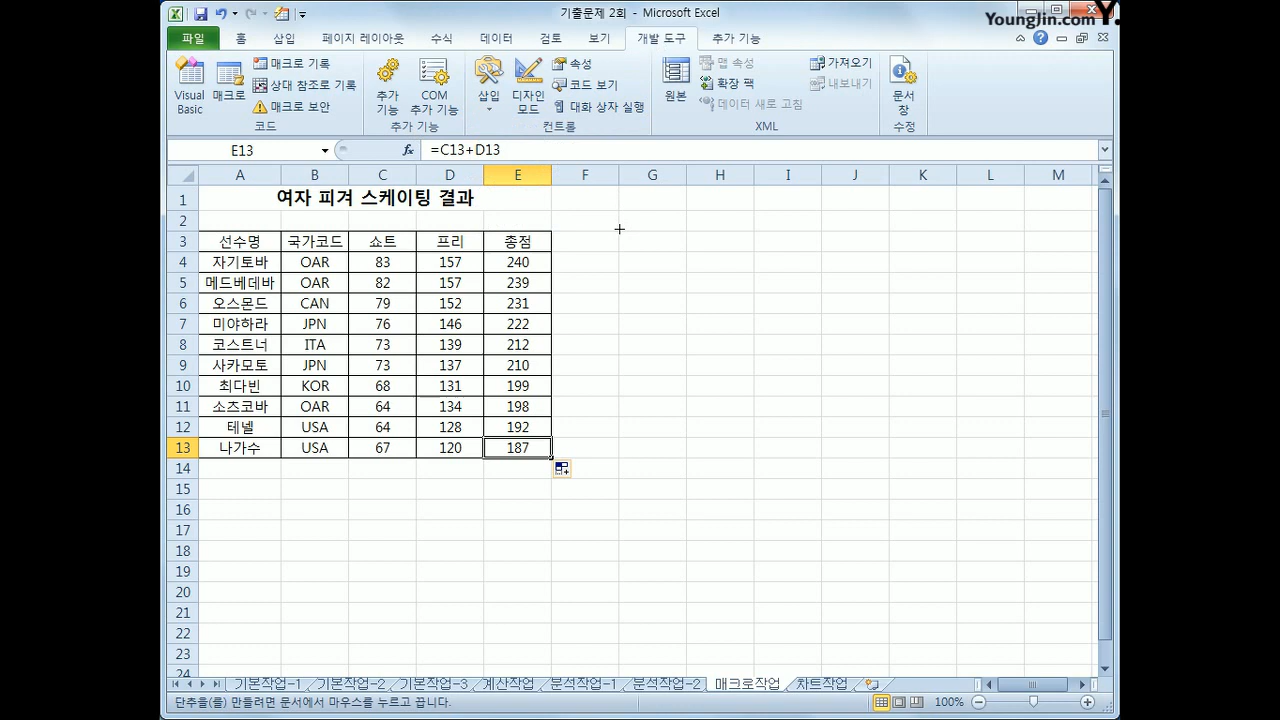 기출문제 2회 - Microsoft Excel
YoungJin.com Y.
파일 홈 삽입 페이지 레이아웃 수식 데이터 검토 보기 개발 도구 추가 기능
Visual Basic
매크로
매크로 기록
상대 참조로 기록
매크로 보안
코드
추가 기능
COM 추가 기능
추가 기능
삽입
디자인 모드
속성
코드 보기
대화 상자 실행
컨트롤
원본
맵 속성
확장 팩
데이터 새로 고침
가져오기
내보내기
XML
문서 창
수정
E13 fx =C13+D13
A B C D E F G H I J K L M
1 여자 피겨 스케이팅 결과
2
3 선수명 국가코드 쇼트 프리 총점
4 자기토바 OAR 83 157 240
5 메드베데바 OAR 82 157 239
6 오스몬드 CAN 79 152 231
7 미야하라 JPN 76 146 222
8 코스트너 ITA 73 139 212
9 사카모토 JPN 73 137 210
10 최다빈 KOR 68 131 199
11 소즈코바 OAR 64 134 198
12 테넬 USA 64 128 192
13 나가수 USA 67 120 187
14
15
16
17
18
19
20
21
22
23
24
기본작업-1 기본작업-2 기본작업-3 계산작업 분석작업-1 분석작업-2 매크로작업 차트작업
단추을(를) 만들려면 문서에서 마우스를 누르고 끕니다. 100%